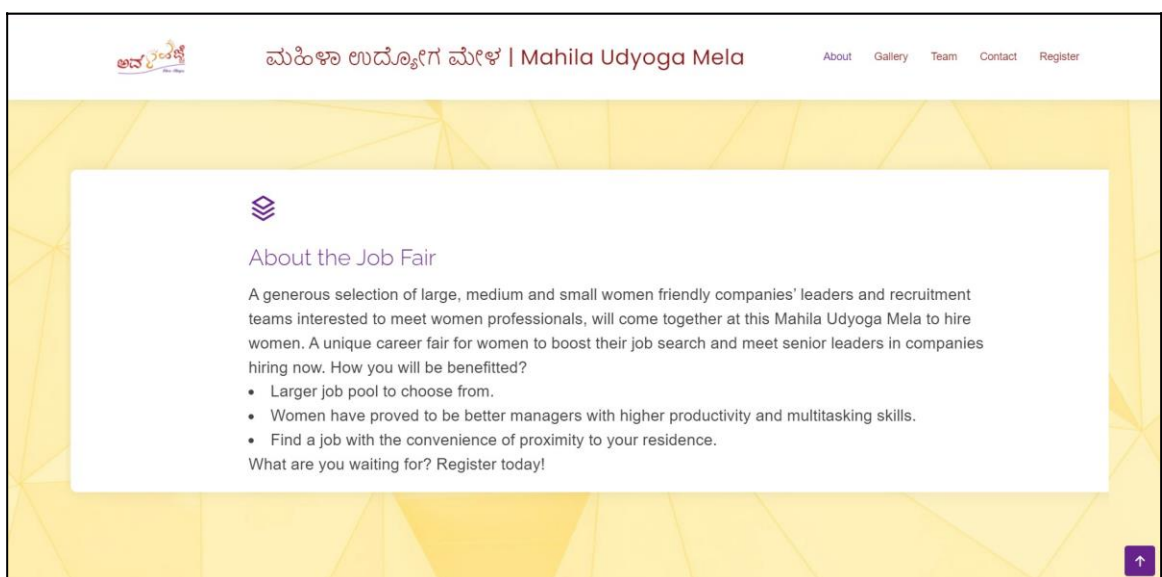 ಮಹಿಳಾ ಉದ್ಯೋಗ ಮೇಳ | Mahila Udyoga Mela
About Gallery Team Contact Register
About the Job Fair
A generous selection of large, medium and small women friendly companies' leaders and recruitment
teams interested to meet women professionals, will come together at this Mahila Udyoga Mela to hire
women. A unique career fair for women to boost their job search and meet senior leaders in companies
hiring now. How you will be benefitted?
• Larger job pool to choose from.
• Women have proved to be better managers with higher productivity and multitasking skills.
• Find a job with the convenience of proximity to your residence.
What are you waiting for? Register today!